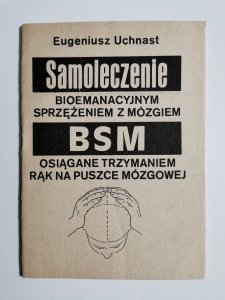 Eugeniusz Uchnast
Samoleczenie
BIOEMANACYJNYM
SPRZĘŻENIEM Z MÓZGIEM
BSM
OSIĄGANE TRZYMANIEM
RĄK NA PUSZCE MÓZGOWEJ